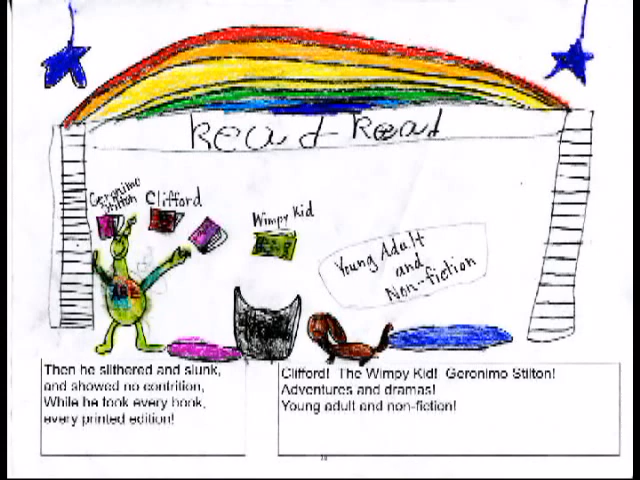 Read-Read
Geronimo
Stilton
Clifford
Wimpy Kid
Young Adult
and
Non-fiction
Then he slithered and slunk,
and showed no contrition,
While he took every book,
every printed edition!
Clifford! The Wimpy Kid! Geronimo Stilton!
Adventures and dramas!
Young adult and non-fiction!